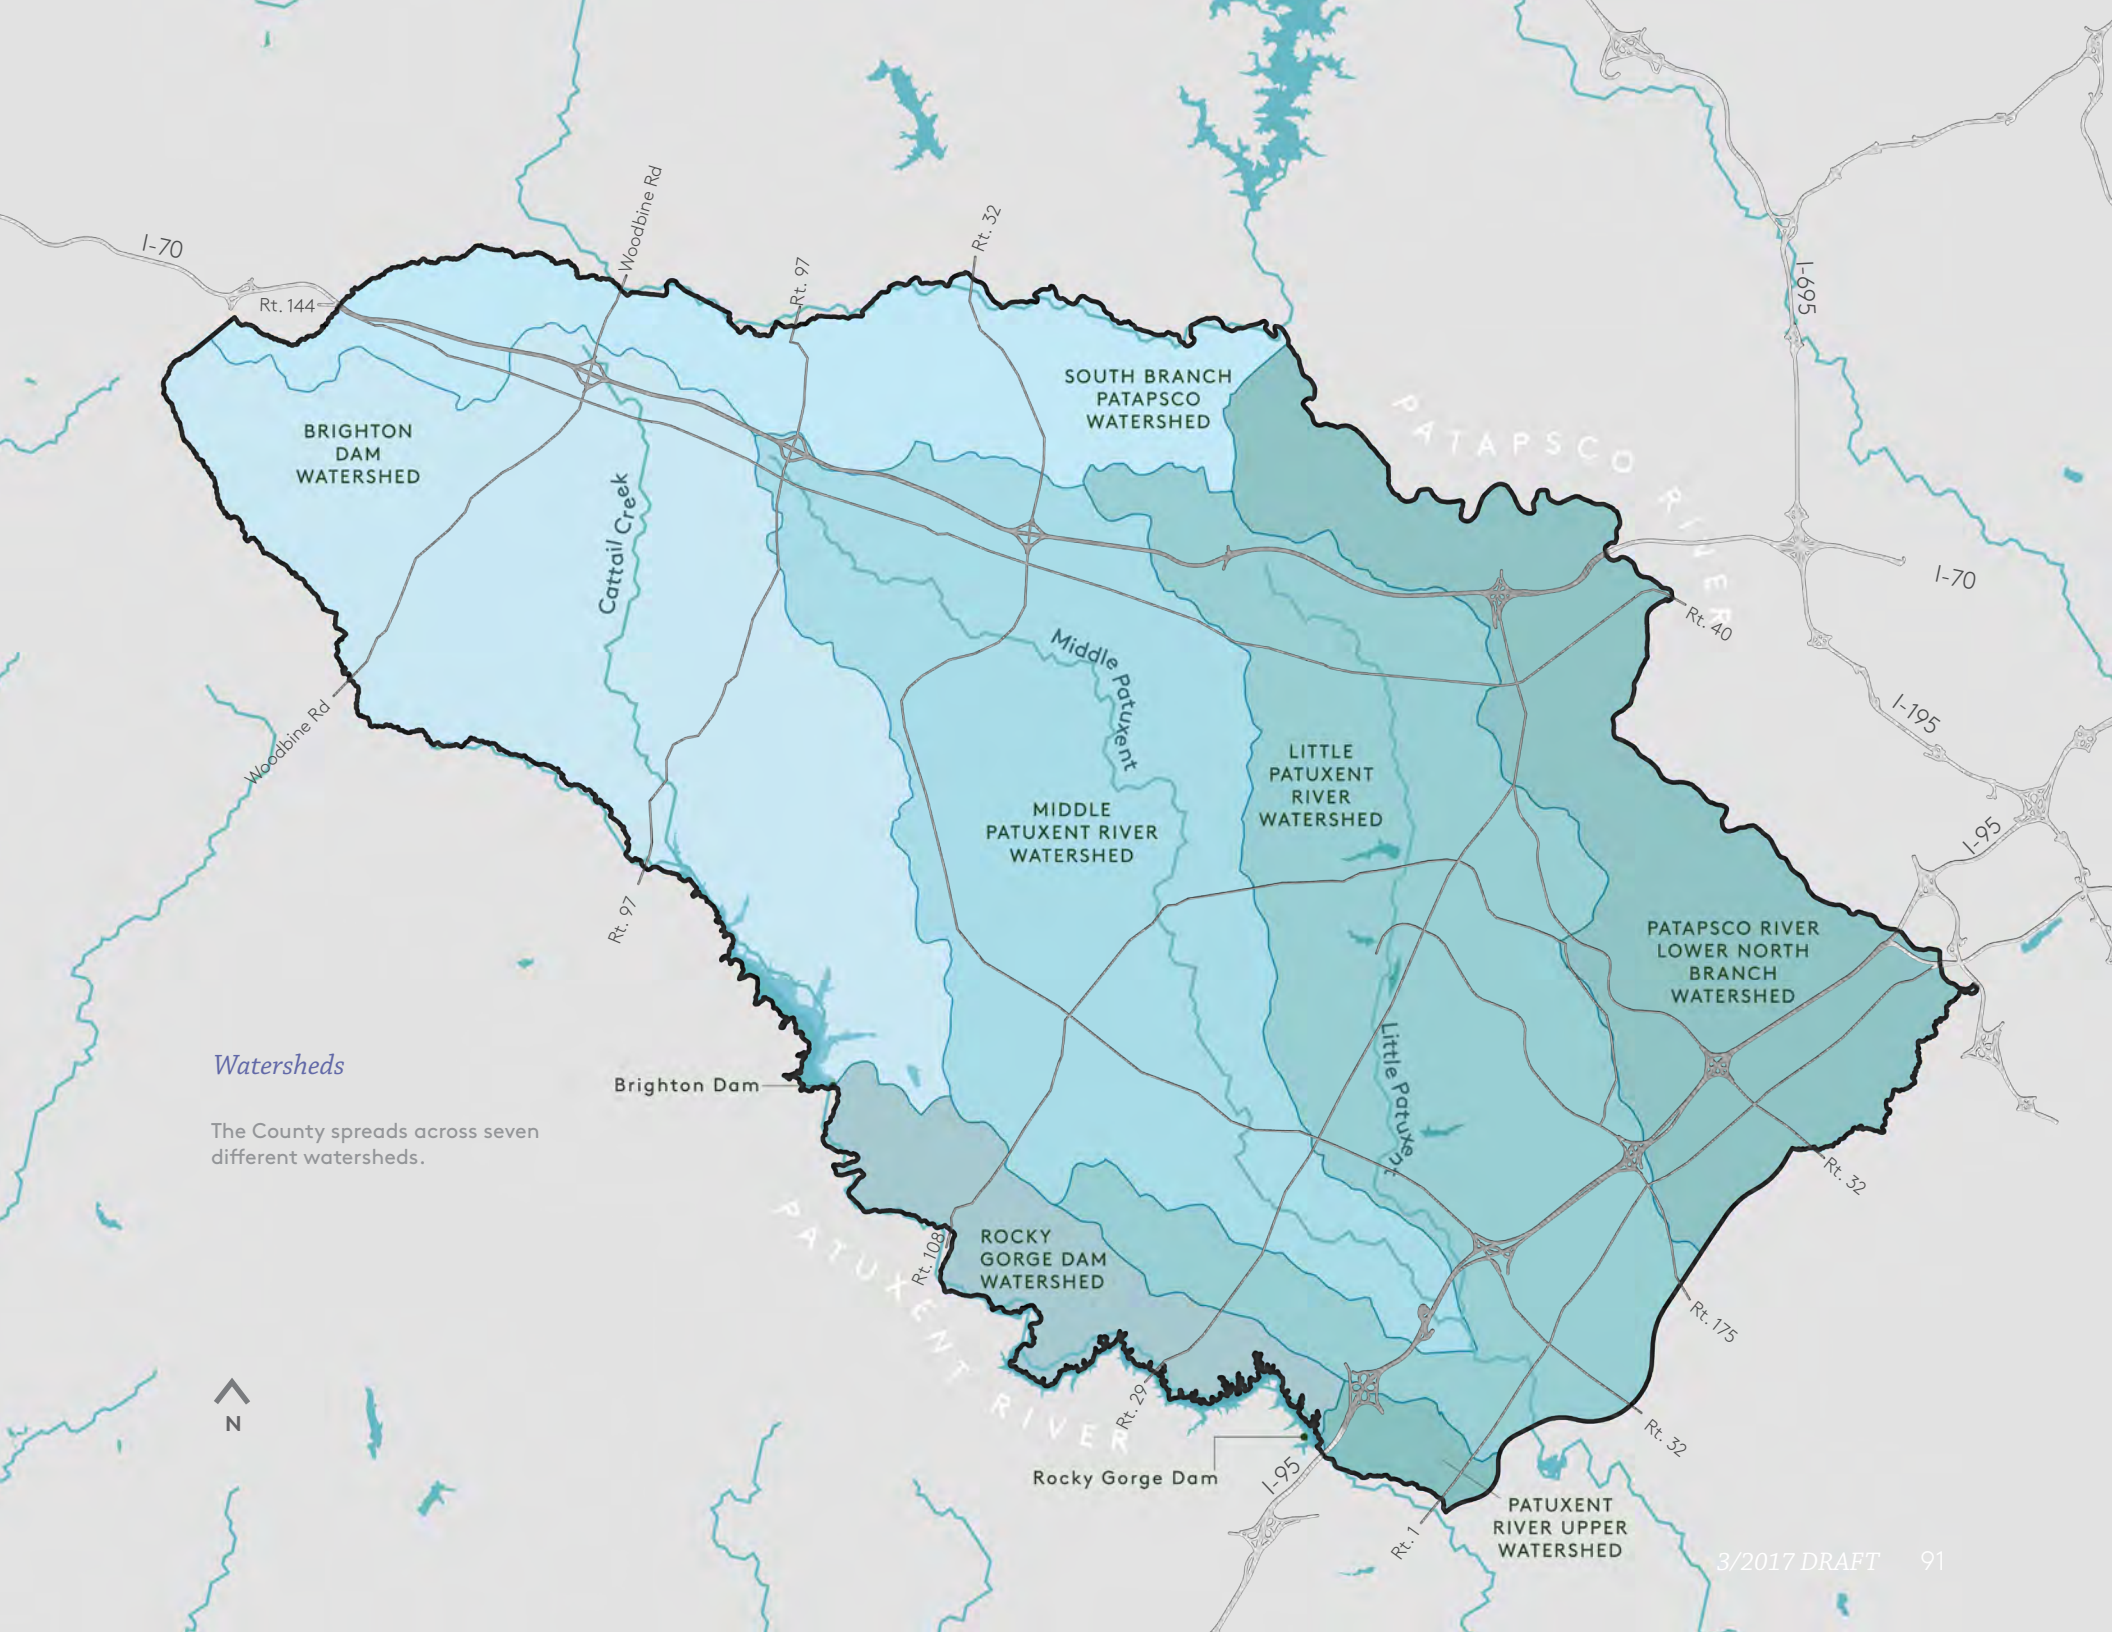 Woodbine Rd
Rt. 32
I-70
Rt. 97
Rt. 144
I-695
SOUTH BRANCH
PATAPSCO
WATERSHED
PATAPSCO RIVER
BRIGHTON
DAM
WATERSHED
Cattail Creek
I-70
Rt. 40
Middle Patuxent
Woodbine Rd
I-195
LITTLE
PATUXENT
RIVER
WATERSHED
MIDDLE
PATUXENT RIVER
WATERSHED
I-95
Rt. 97
PATAPSCO RIVER
LOWER NORTH
BRANCH
WATERSHED
Little Patuxent
Watersheds
Brighton Dam
The County spreads across seven
different watersheds.
Rt. 32
PATUXENT RIVER
Rt. 108
ROCKY
GORGE DAM
WATERSHED
Rt. 175
N
Rt. 29
Rt. 32
Rocky Gorge Dam
I-95
Rt. 1
PATUXENT
RIVER UPPER
WATERSHED
3/2017 DRAFT 91